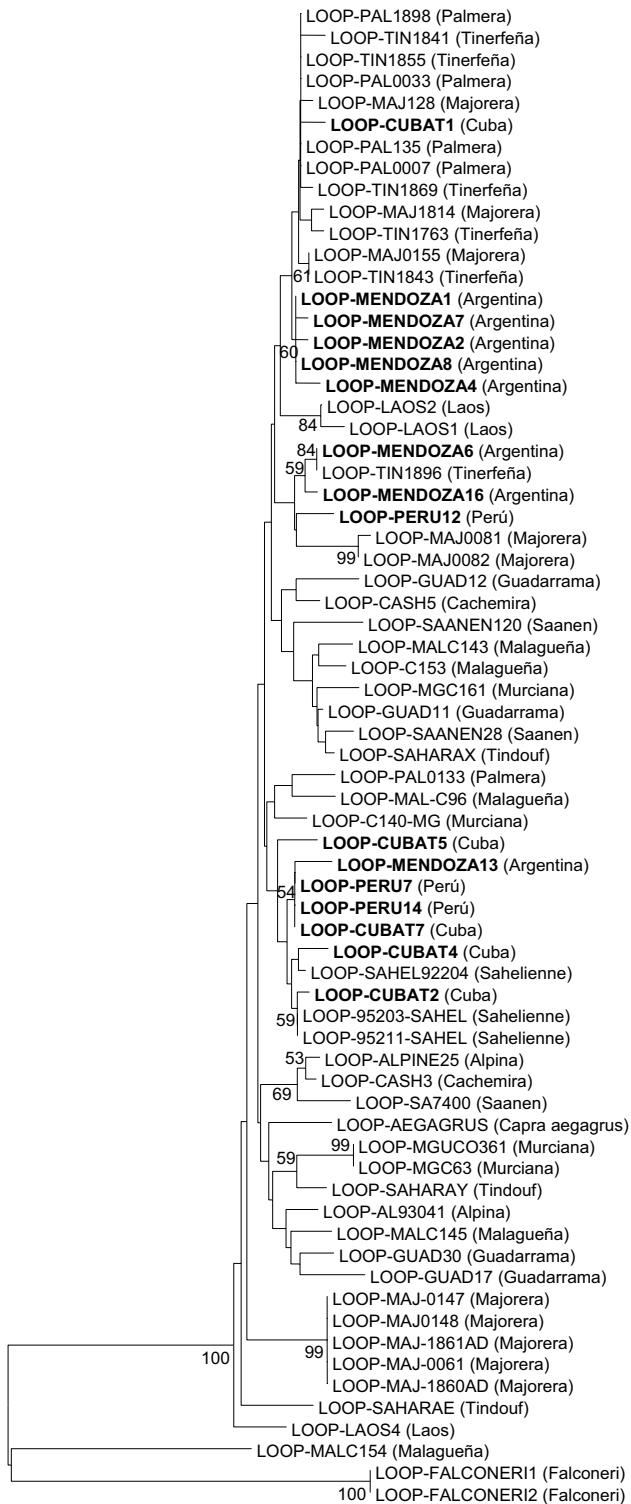 LOOP-PAL1898 (Palmera)
LOOP-TIN1841 (Tinerfeña)
LOOP-TIN1855 (Tinerfeña)
LOOP-PAL0033 (Palmera)
LOOP-MAJ128 (Majorera)
LOOP-CUBAT1 (Cuba)
LOOP-PAL135 (Palmera)
LOOP-PAL0007 (Palmera)
LOOP-TIN1869 (Tinerfeña)
LOOP-MAJ1814 (Majorera)
LOOP-TIN1763 (Tinerfeña)
LOOP-MAJ0155 (Majorera)
61 LOOP-TIN1843 (Tinerfeña)
LOOP-MENDOZA1 (Argentina)
LOOP-MENDOZA7 (Argentina)
LOOP-MENDOZA2 (Argentina)
60 LOOP-MENDOZA8 (Argentina)
LOOP-MENDOZA4 (Argentina)
LOOP-LAOS2 (Laos)
84 LOOP-LAOS1 (Laos)
84 LOOP-MENDOZA6 (Argentina)
59 LOOP-TIN1896 (Tinerfeña)
LOOP-MENDOZA16 (Argentina)
LOOP-PERU12 (Perú)
LOOP-MAJ0081 (Majorera)
99 LOOP-MAJ0082 (Majorera)
LOOP-GUAD12 (Guadarrama)
LOOP-CASH5 (Cachemira)
LOOP-SAANEN120 (Saanen)
LOOP-MALC143 (Malagueña)
LOOP-C153 (Malagueña)
LOOP-MGC161 (Murciana)
LOOP-GUAD11 (Guadarrama)
LOOP-SAANEN28 (Saanen)
LOOP-SAHARAX (Tindouf)
LOOP-PAL0133 (Palmera)
LOOP-MAL-C96 (Malagueña)
LOOP-C140-MG (Murciana)
LOOP-CUBAT5 (Cuba)
LOOP-MENDOZA13 (Argentina)
54 LOOP-PERU7 (Perú)
LOOP-PERU14 (Perú)
LOOP-CUBAT7 (Cuba)
LOOP-CUBAT4 (Cuba)
LOOP-SAHEL92204 (Sahelienne)
LOOP-CUBAT2 (Cuba)
59 LOOP-95203-SAHEL (Sahelienne)
LOOP-95211-SAHEL (Sahelienne)
53 LOOP-ALPINE25 (Alpina)
LOOP-CASH3 (Cachemira)
69 LOOP-SA7400 (Saanen)
LOOP-AEGAGRUS (Capra aegagrus)
99 LOOP-MGUCO361 (Murciana)
59 LOOP-MGC63 (Murciana)
LOOP-SAHARAY (Tindouf)
LOOP-AL93041 (Alpina)
LOOP-MALC145 (Malagueña)
LOOP-GUAD30 (Guadarrama)
LOOP-GUAD17 (Guadarrama)
LOOP-MAJ-0147 (Majorera)
LOOP-MAJ0148 (Majorera)
LOOP-MAJ-1861AD (Majorera)
100 99 LOOP-MAJ-0061 (Majorera)
LOOP-MAJ-1860AD (Majorera)
LOOP-SAHARAE (Tindouf)
LOOP-LAOS4 (Laos)
LOOP-MALC154 (Malagueña)
LOOP-FALCONERI1 (Falconeri)
100 LOOP-FALCONERI2 (Falconeri)